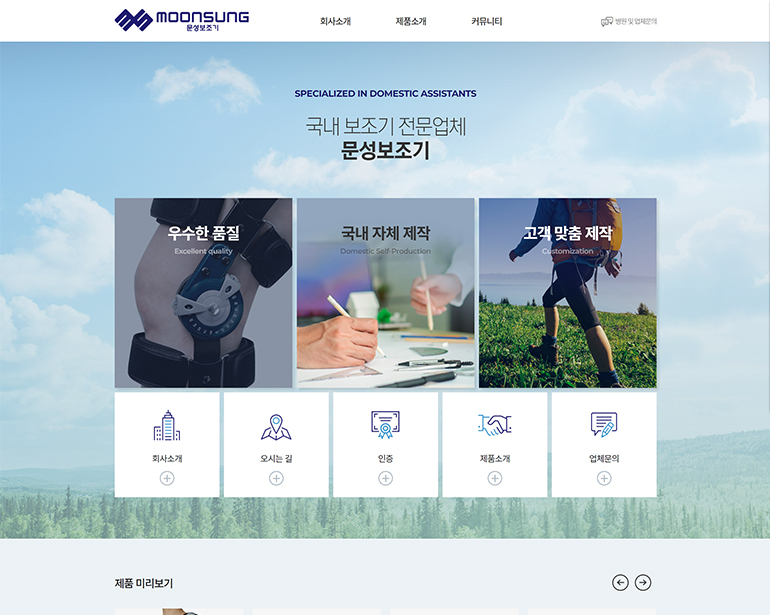 MOONSUNG
문성보조기
회사소개
제품소개
커뮤니티
병원 및 업체문의
SPECIALIZED IN DOMESTIC ASSISTANTS
국내 보조기 전문업체
문성보조기
우수한 품질
Excellent quality
국내 자체 제작
Domestic Self-Production
고객 맞춤 제작
Customization
회사소개
오시는 길
인증
제품소개
업체문의
제품 미리보기